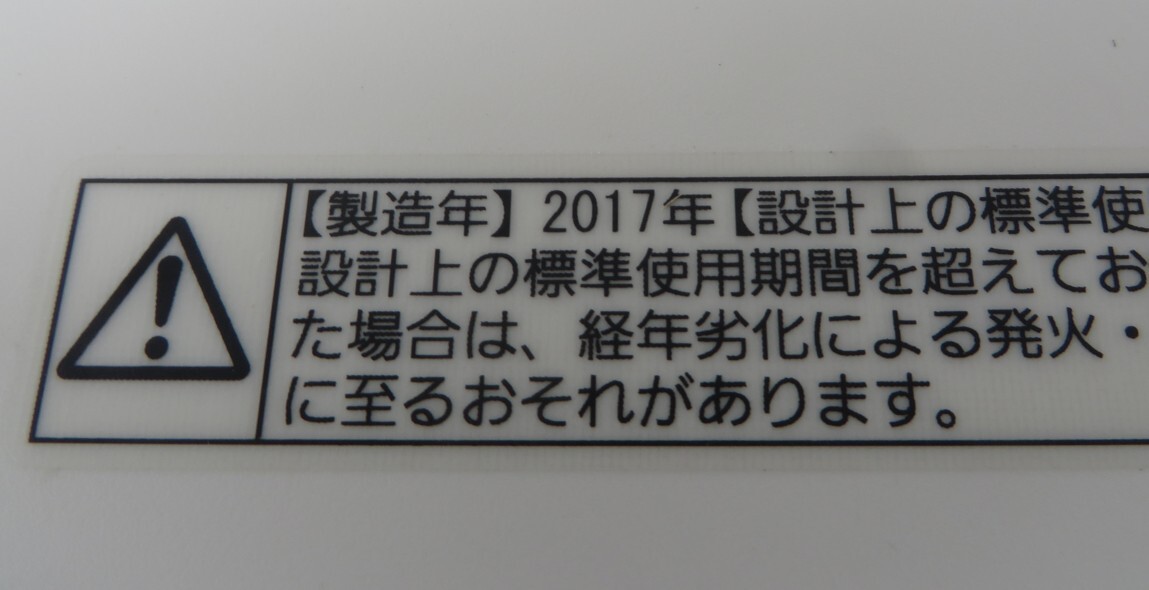 【製造年】2017年【設計上の標準使
設計上の標準使用期間を超えてお
た場合は、経年劣化による発火・
に至るおそれがあります。